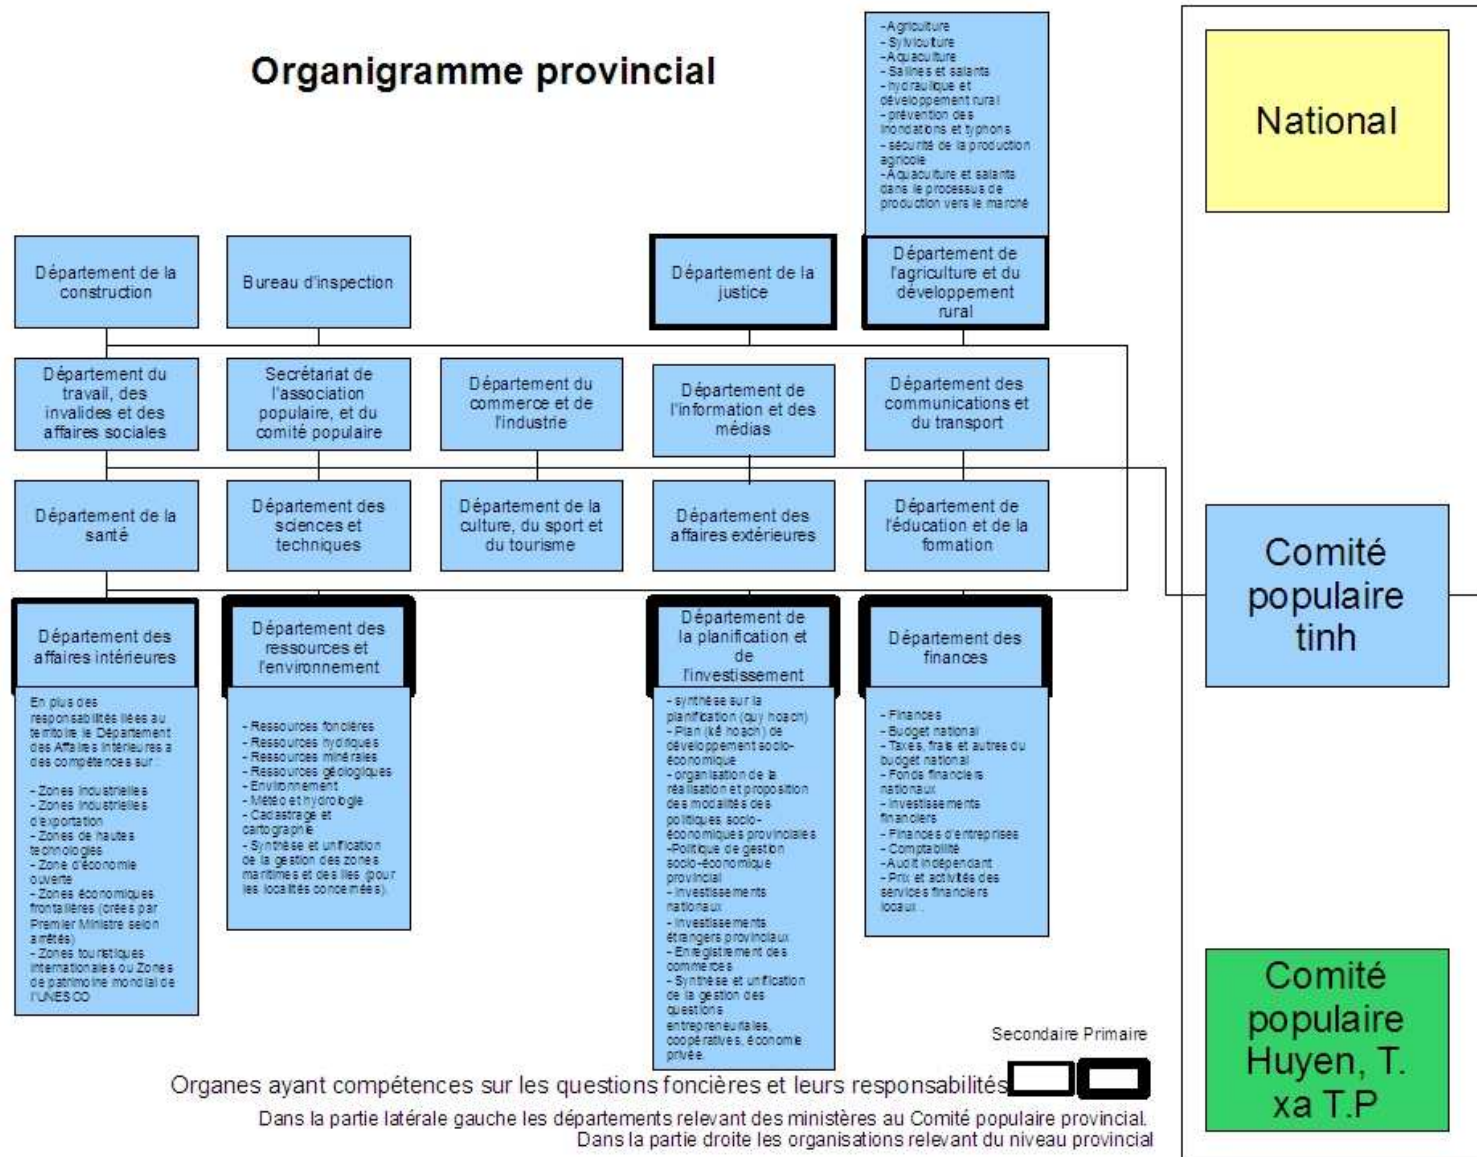 Organigramme provincial
- Agriculture
- Sylviculture
- Aquaculture
- Salines et salants
- hydraulique et
développement rural
- prévention des
inondations et typhons
- sécurité de la production
agricole
- Aquaculture et salants
dans le processus de
production vers le marché
National
Département de la
construction
Bureau d'inspection
Département de la
justice
Département de
l'agriculture et du
développement
rural
Département du
travail, des
invalides et des
affaires sociales
Secrétariat de
l'association
populaire, et du
comité populaire
Département du
commerce et de
l'industrie
Département de
l'information et des
médias
Département des
communications et
du transport
Département de la
santé
Département des
sciences et
techniques
Département de la
culture, du sport et
du tourisme
Département des
affaires extérieures
Département de
l'éducation et de la
formation
Comité
populaire
tinh
Département des
affaires intérieures
Département des
ressources et
l'environnement
Département de
la planification et
de
l'investissement
Département des
finances
En plus des
responsabilités liées au
territoire le Département
des Affaires Intérieures a
des compétences sur :
- Zones industrielles
- Zones industrielles
d'exportation
- Zones de hautes
technologies
- Zone d'économie
ouverte
- Zones économiques
frontalières (crées par
Premier Ministre selon
arrêtés)
- Zones touristiques
internationales ou Zones
de patrimoine mondial de
l'UNESCO
- Ressources foncières
- Ressources hydriques
- Ressources minérales
- Ressources géologiques
- Environnement
- Météo et hydrologie
- Cadastrage et
cartographie
- Synthèse et unification
de la gestion des zones
maritimes et des îles (pour
les localités concernées).
- synthèse sur la
planification (quy hoạch)
- Plan (kế hoach) de
développement socio-
économique
- organisation de la
réalisation et proposition
des modalités des
politiques socio-
économiques provinciales
-Politique de gestion
socio-économique
provincial
- Investissements
nationaux
- Investissements
étrangers provinciaux
- Enregistrement des
commerces
- Synthèse et unification
de la gestion des
questions
entrepreneuriales,
coopératives, économie
privée.
- Finances
- Budget national
- Taxes, frais et autres du
budget national
- Fonds financiers
nationaux
- Investissements
financiers
- Finances d'entreprises
- Comptabilité
- Audit indépendant
- Prix et activités des
services financiers
locaux .
Comité
populaire
Huyen, T.
xa T.P
Secondaire Primaire
Organes ayant compétences sur les questions foncières et leurs responsabilités
Dans la partie latérale gauche les départements relevant des ministères au Comité populaire provincial.
Dans la partie droite les organisations relevant du niveau provincial